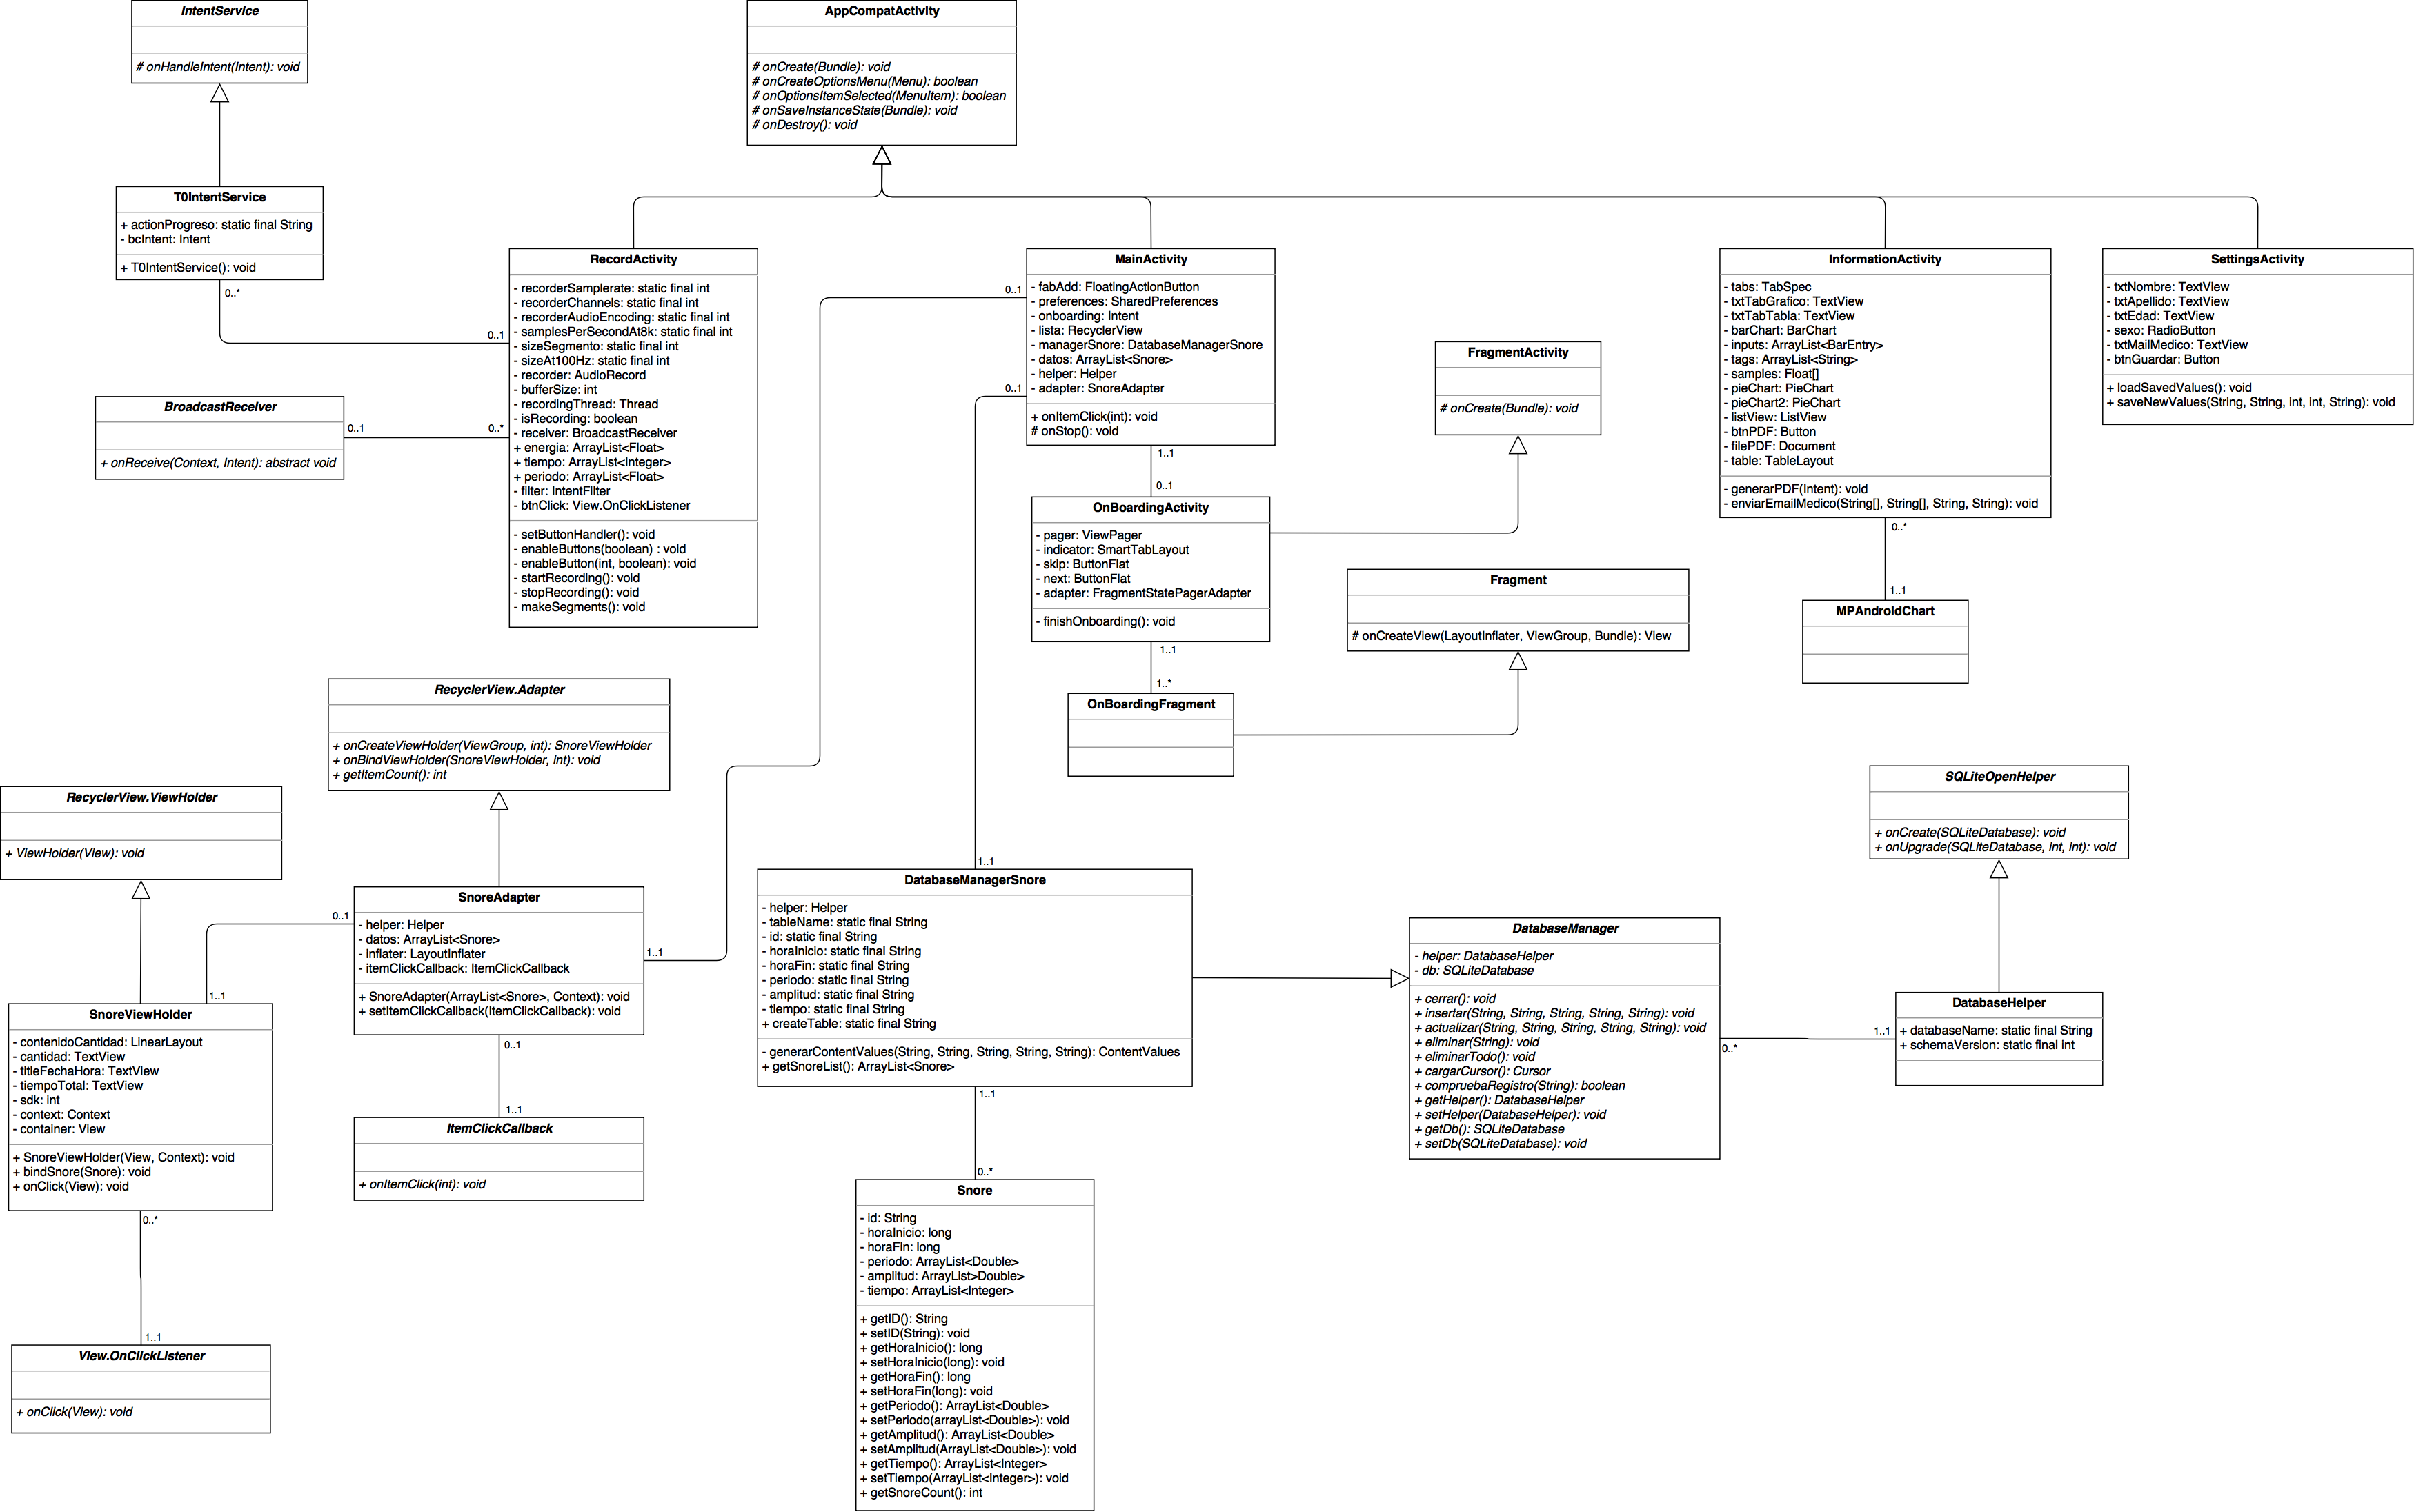 IntentService
# onHandleIntent(Intent): void
AppCompatActivity
# onCreate(Bundle): void
# onCreateOptionsMenu(Menu): boolean
# onOptionsItemSelected(MenuItem): boolean
# onSaveInstanceState(Bundle): void
# onDestroy(): void
T0IntentService
+ actionProgreso: static final String
- bcIntent: Intent
+ T0IntentService(): void
0..*
0..1
RecordActivity
- recorderSamplerate: static final int
- recorderChannels: static final int
- recorderAudioEncoding: static final int
- samplesPerSecondAt8k: static final int
- sizeSegmento: static final int
- sizeAt100Hz: static final int
- recorder: AudioRecord
- bufferSize: int
- recordingThread: Thread
- isRecording: boolean
- receiver: BroadcastReceiver
+ energia: ArrayList<Float>
+ tiempo: ArrayList<Integer>
+ periodo: ArrayList<Float>
- filter: IntentFilter
- btnClick: View.OnClickListener
- setButtonHandler(): void
- enableButtons(boolean) : void
- enableButton(int, boolean): void
- startRecording(): void
- stopRecording(): void
- makeSegments(): void
BroadcastReceiver
+ onReceive(Context, Intent): abstract void
0..1
0..*
MainActivity
- fabAdd: FloatingActionButton
- preferences: SharedPreferences
- onboarding: Intent
- lista: RecyclerView
- managerSnore: DatabaseManagerSnore
- datos: ArrayList<Snore>
- helper: Helper
- adapter: SnoreAdapter
+ onItemClick(int): void
# onStop(): void
0..1
0..1
1..1
0..1
InformationActivity
- tabs: TabSpec
- txtTabGrafico: TextView
- txtTabTabla: TextView
- barChart: BarChart
- inputs: ArrayList<BarEntry>
- tags: ArrayList<String>
- samples: Float[]
- pieChart: PieChart
- pieChart2: PieChart
- listView: ListView
- btnPDF: Button
- filePDF: Document
- table: TableLayout
- generarPDF(Intent): void
- enviarEmailMedico(String[], String[], String, String): void
0..*
1..1
SettingsActivity
- txtNombre: TextView
- txtApellido: TextView
- txtEdad: TextView
- sexo: RadioButton
- txtMailMedico: TextView
- btnGuardar: Button
+ loadSavedValues(): void
+ saveNewValues(String, String, int, int, String): void
FragmentActivity
# onCreate(Bundle): void
OnBoardingActivity
- pager: ViewPager
- indicator: SmartTabLayout
- skip: ButtonFlat
- next: ButtonFlat
- adapter: FragmentStatePagerAdapter
- finishOnboarding(): void
1..1
1..*
Fragment
# onCreateView(LayoutInflater, ViewGroup, Bundle): View
MPAndroidChart
OnBoardingFragment
RecyclerView.Adapter
+ onCreateViewHolder(ViewGroup, int): SnoreViewHolder
+ onBindViewHolder(SnoreViewHolder, int): void
+ getItemCount(): int
RecyclerView.ViewHolder
+ ViewHolder(View): void
SQLiteOpenHelper
+ onCreate(SQLiteDatabase): void
+ onUpgrade(SQLiteDatabase, int, int): void
SnoreAdapter
- helper: Helper
- datos: ArrayList<Snore>
- inflater: LayoutInflater
- itemClickCallback: ItemClickCallback
+ SnoreAdapter(ArrayList<Snore>, Context): void
+ setItemClickCallback(ItemClickCallback): void
0..1
1..1
1..1
0..1
1..1
1..1
DatabaseManagerSnore
- helper: Helper
- tableName: static final String
- id: static final String
- horaInicio: static final String
- horaFin: static final String
- periodo: static final String
- amplitud: static final String
- tiempo: static final String
+ createTable: static final String
- generarContentValues(String, String, String, String, String): ContentValues
+ getSnoreList(): ArrayList<Snore>
1..1
0..*
DatabaseManager
- helper: DatabaseHelper
- db: SQLiteDatabase
+ cerrar(): void
+ insertar(String, String, String, String, String): void
+ actualizar(String, String, String, String, String): void
+ eliminar(String): void
+ eliminarTodo(): void
+ cargarCursor(): Cursor
+ compruebaRegistro(String): boolean
+ getHelper(): DatabaseHelper
+ setHelper(DatabaseHelper): void
+ getDb(): SQLiteDatabase
+ setDb(SQLiteDatabase): void
0..*
1..1
DatabaseHelper
+ databaseName: static final String
+ schemaVersion: static final int
SnoreViewHolder
- contenidoCantidad: LinearLayout
- cantidad: TextView
- titleFechaHora: TextView
- tiempoTotal: TextView
- sdk: int
- context: Context
- container: View
+ SnoreViewHolder(View, Context): void
+ bindSnore(Snore): void
+ onClick(View): void
0..*
1..1
ItemClickCallback
+ onItemClick(int): void
Snore
- id: String
- horaInicio: long
- horaFin: long
- periodo: ArrayList<Double>
- amplitud: ArrayList>Double>
- tiempo: ArrayList<Integer>
+ getID(): String
+ setID(String): void
+ getHoraInicio(): long
+ setHoraInicio(long): void
+ getHoraFin(): long
+ setHoraFin(long): void
+ getPeriodo(): ArrayList<Double>
+ setPeriodo(arrayList<Double>): void
+ getAmplitud(): ArrayList<Double>
+ setAmplitud(ArrayList<Double>): void
+ getTiempo(): ArrayList<Integer>
+ setTiempo(ArrayList<Integer>): void
+ getSnoreCount(): int
View.OnClickListener
+ onClick(View): void